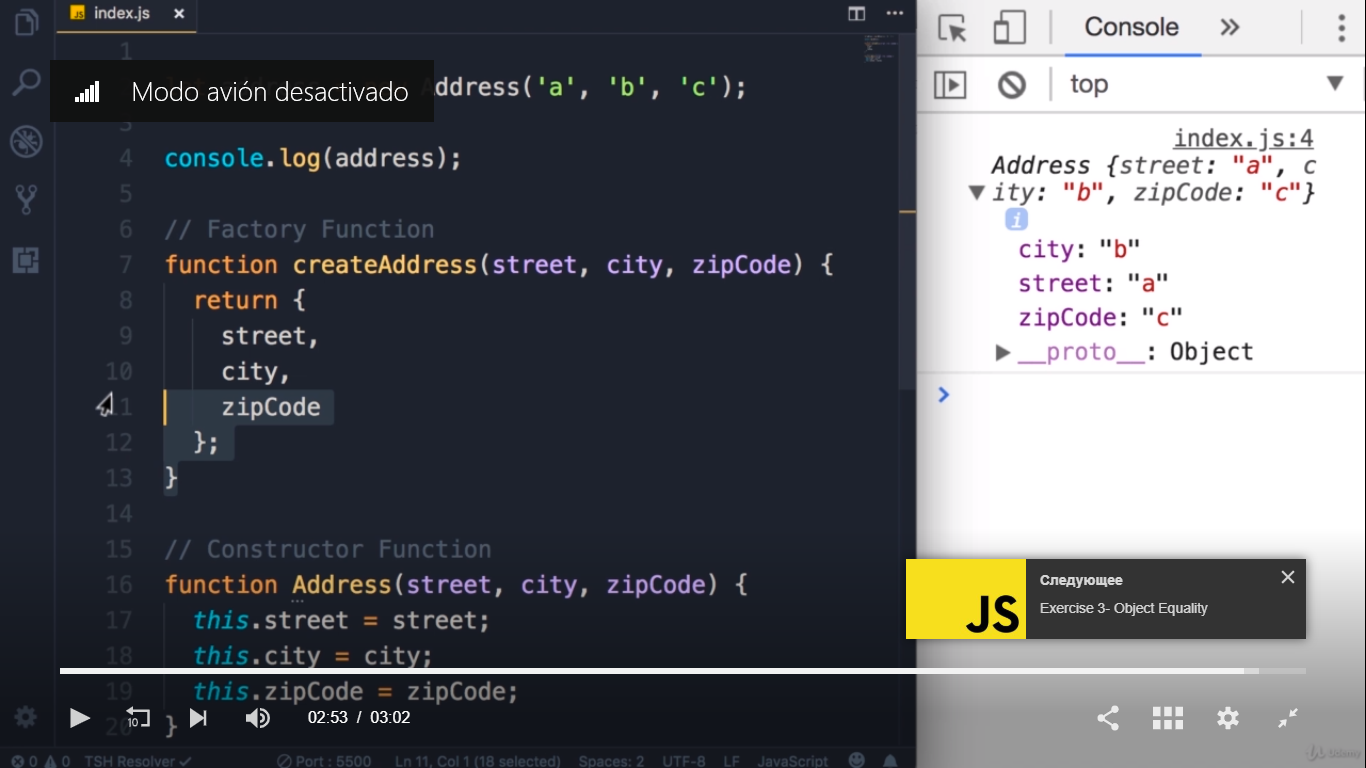 index.js
Console
top
1
Modo avión desactivado
Address('a', 'b', 'c');
3
4 console.log(address);
5
6 // Factory Function
7 function createAddress(street, city, zipCode) {
8 return {
9 street,
10 city,
11 zipCode
12 };
13 }
14
15 // Constructor Function
16 function Address(street, city, zipCode) {
17 this.street = street;
18 this.city = city;
19 this.zipCode = zipCode;
20 }
index.js:4
Address {street: "a", c
ity: "b", zipCode: "c"}
i
city: "b"
street: "a"
zipCode: "c"
__proto__: Object
JS
Следующее
Exercise 3- Object Equality
10
02:53 / 03:02
0 0 TSH Resolver Port : 5500 Ln 11, Col 1 (18 selected) Spaces: 2 UTF-8 LF JavaScript
Udemy